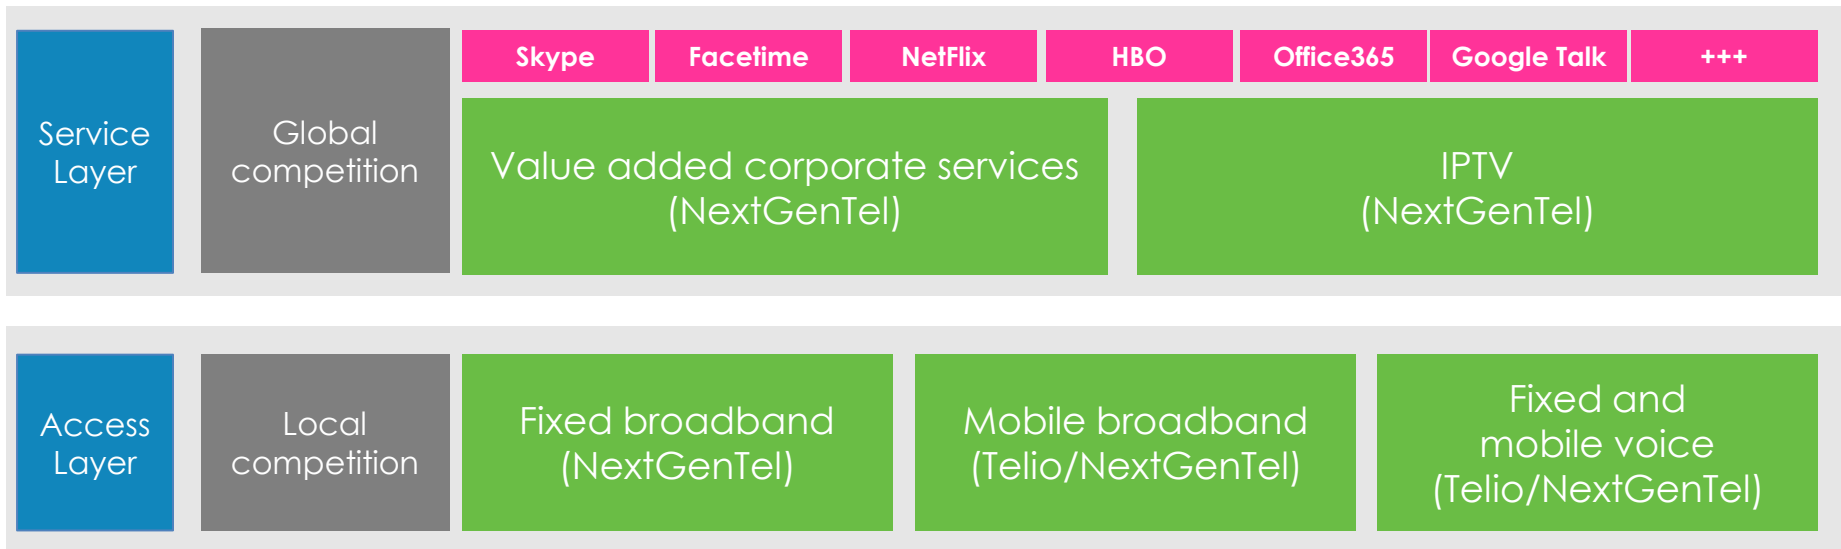 Service
Layer
Global
competition
Skype
Facetime
NetFlix
HBO
Office365
Google Talk
+++
Value added corporate services
(NextGenTel)
IPTV
(NextGenTel)
Access
Layer
Local
competition
Fixed broadband
(NextGenTel)
Mobile broadband
(Telio/NextGenTel)
Fixed and
mobile voice
(Telio/NextGenTel)